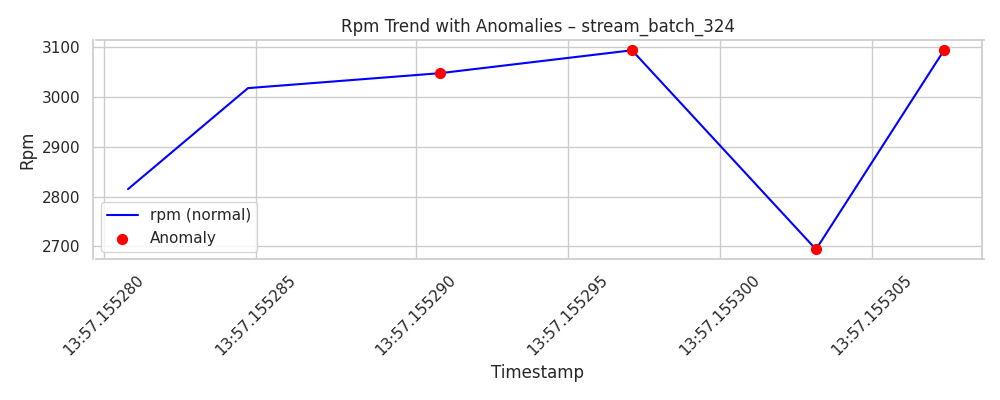 Rpm Trend with Anomalies – stream_batch_324
3100
3000
2900
2800
2700
Rpm
rpm (normal)
Anomaly
13:57.155280
13:57.155285
13:57.155290
13:57.155295
13:57.155300
13:57.155305
Timestamp